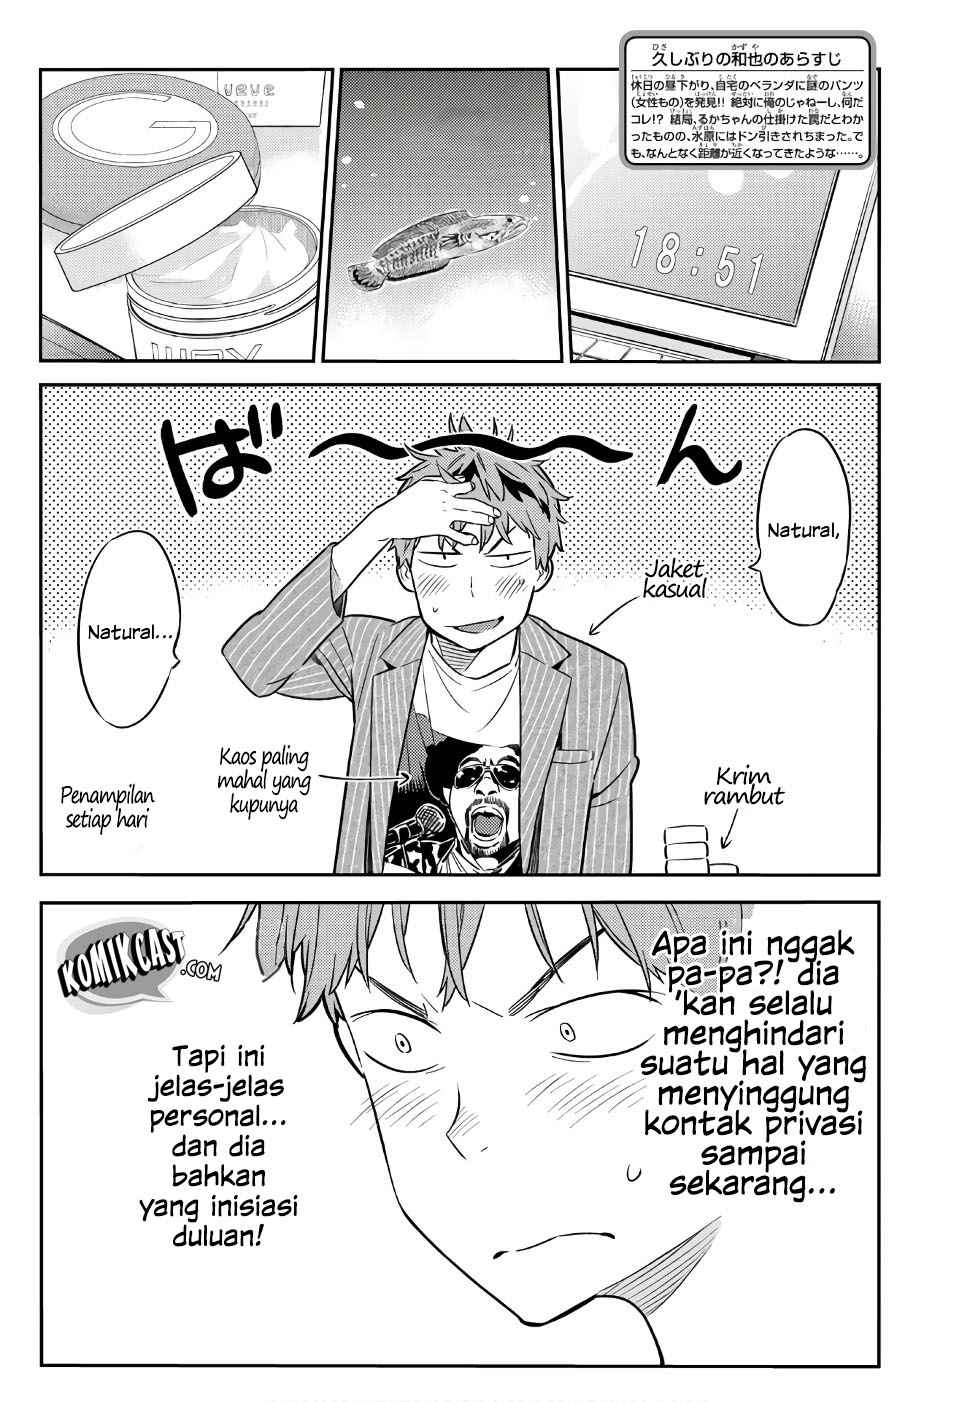 久しぶりの和也のあらすじ
休日の昼下がり、自宅のベランダに謎のパンツ
(女性もの)を発見!! 絶対に俺のじゃねーし、何だ
コレ!? 結局、るかちゃんの仕掛けた罠だとわか
ったものの、水原にはドン引きされちまった。で
も、なんとなく距離が近くなってきたような……。
18:51
WAX
ば〜ん
Natural,
Jaket
kasual
Natural...
Kaos paling
mahal yang
kupunya
Penampilan
setiap hari
Krim
rambut
KOMIKCAST
.COM
Apa ini nggak
pa-pa?! dia
'kan selalu
menghindari
suatu hal yang
menyinggung
kontak privasi
sampai
sekarang...
Tapi ini
jelas-jelas
personal...
dan dia
bahkan
yang inisiasi
duluan!